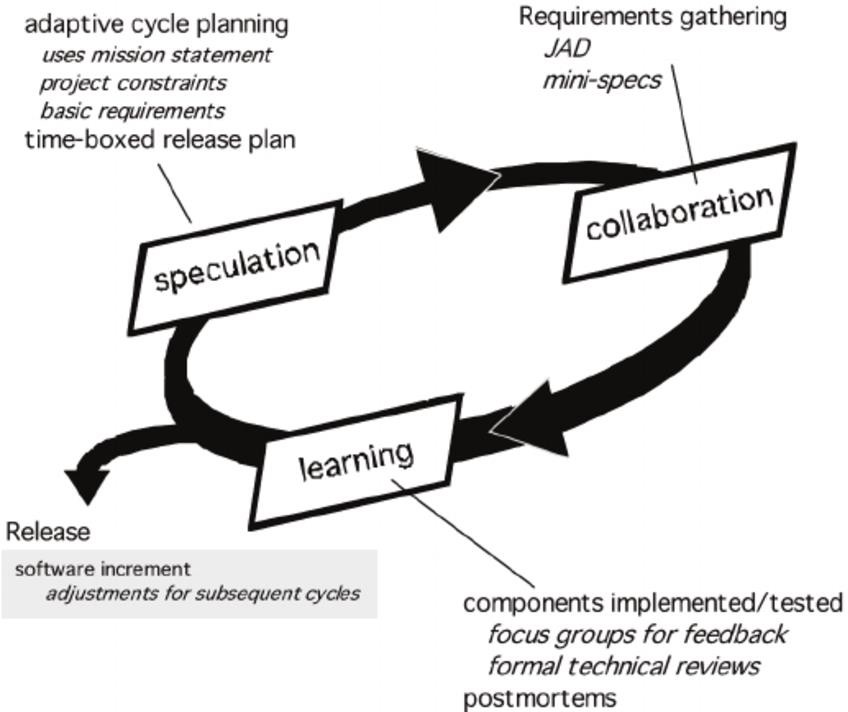 adaptive cycle planning
uses mission statement
project constraints
basic requirements
time-boxed release plan
Requirements gathering
JAD
mini-specs
speculation
collaboration
learning
Release
software increment
adjustments for subsequent cycles
components implemented/tested
focus groups for feedback
formal technical reviews
postmortems